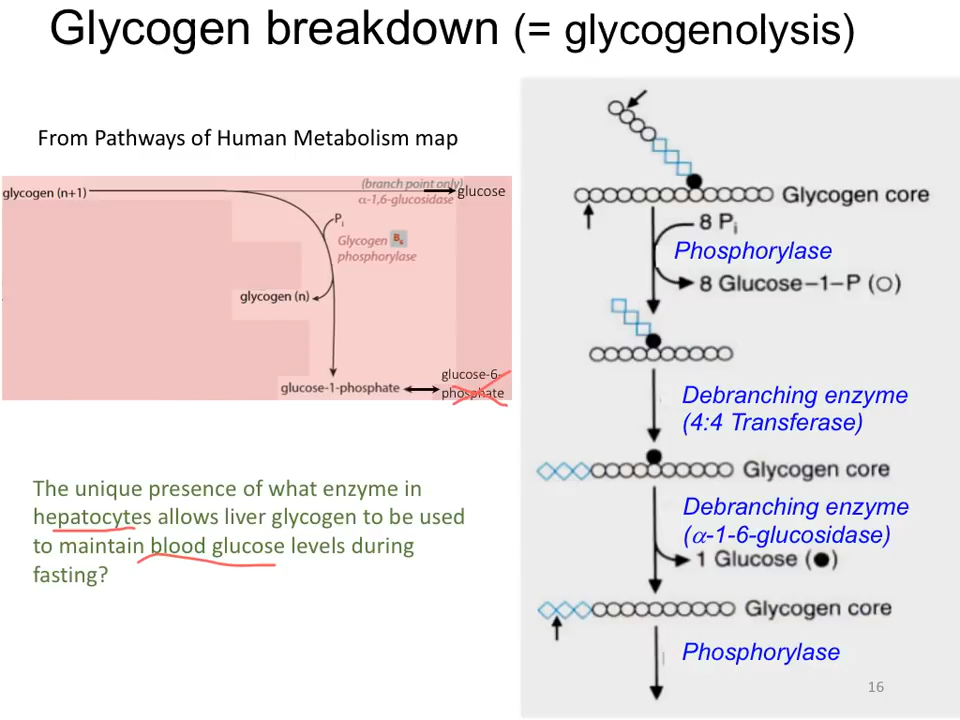 Glycogen breakdown (= glycogenolysis)
From Pathways of Human Metabolism map
glycogen (n+1)
(branch point only)
α-1,6-glucosidase
glucose
Pi
Glycogen B6
phosphorylase
glycogen (n)
glucose-1-phosphate
glucose-6-
phosphate
The unique presence of what enzyme in
hepatocytes allows liver glycogen to be used
to maintain blood glucose levels during
fasting?
Glycogen core
8 Pi
Phosphorylase
8 Glucose–1–P (○)
Debranching enzyme
(4:4 Transferase)
Glycogen core
Debranching enzyme
(α-1-6-glucosidase)
1 Glucose (●)
Glycogen core
Phosphorylase
16